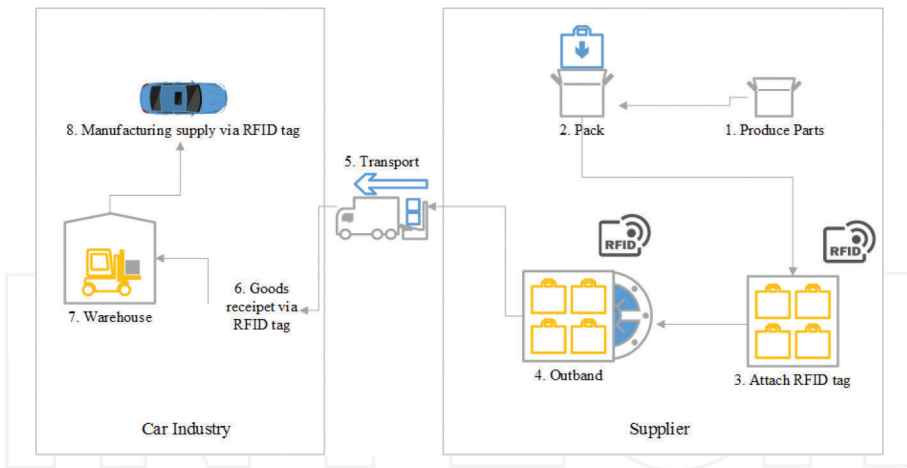 1. Produce Parts
2. Pack
RFID
3. Attach RFID tag
RFID
4. Outband
5. Transport
6. Goods
receipet via
RFID tag
7. Warehouse
8. Manufacturing supply via RFID tag
Car Industry
Supplier